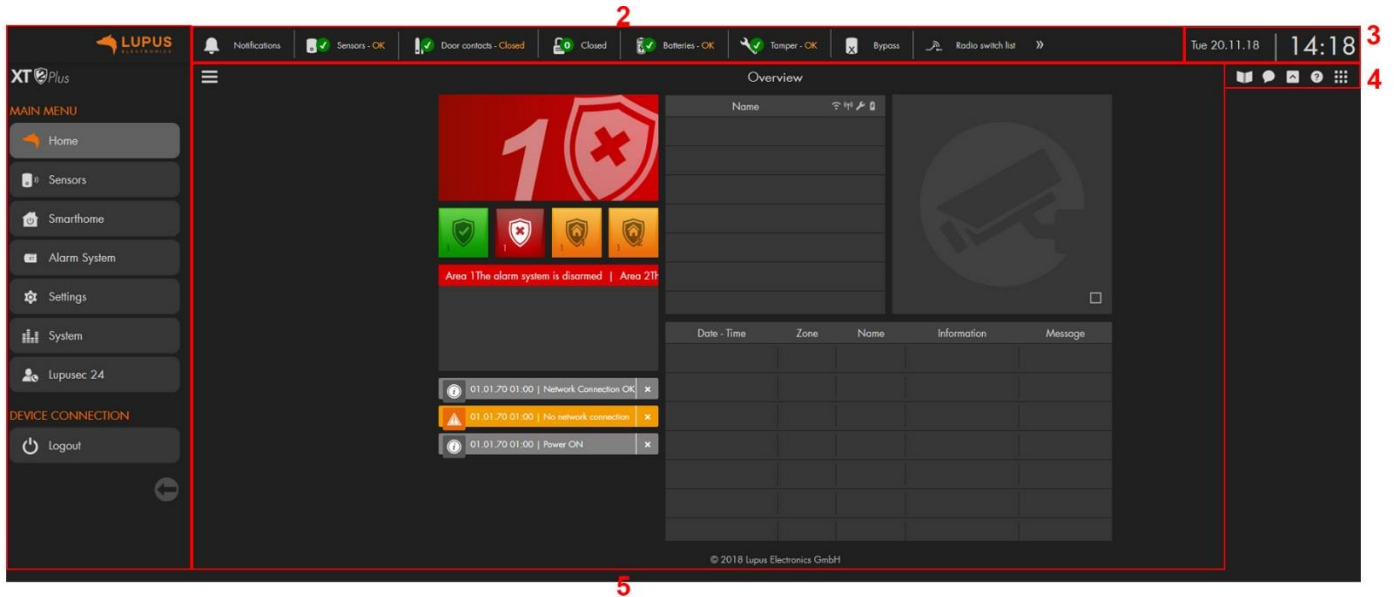 2
LUPUS
ELECTRONICS
Notifications
Sensors - OK
Door contacts - Closed
0 Closed
Batteries - OK
Tamper - OK
Bypass
Radio switch list
»
Tue 20.11.18
14:18
3
XT2 Plus
Overview
4
MAIN MENU
Home
Sensors
Smarthome
Alarm System
Settings
System
Lupusec 24
DEVICE CONNECTION
Logout
1
Area 1The alarm system is disarmed | Area 2Th
01.01.70 01:00 | Network Connection OK ×
01.01.70 01:00 | No network connection ×
01.01.70 01:00 | Power ON ×
Name
Date - Time Zone Name Information Message
© 2018 Lupus Electronics GmbH
5